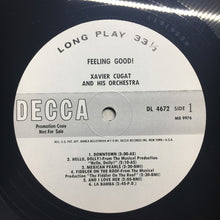 LONG PLAY 33⅓
FEELING GOOD!
XAVIER CUGAT
AND HIS ORCHESTRA
DECCA
DL 4672 SIDE 1
MG 9976
Promotion Copy
Not For Sale
1. DOWNTOWN
2. HELLO, DOLLY!-From The Musical Production
"Hello, Dolly!"
3. MEXICAN PEARLS
4. FIDDLER ON THE ROOF-From The Musical
Production "The Fiddler On The Roof"
5. AND I LOVE HER
6. LA BAMBA